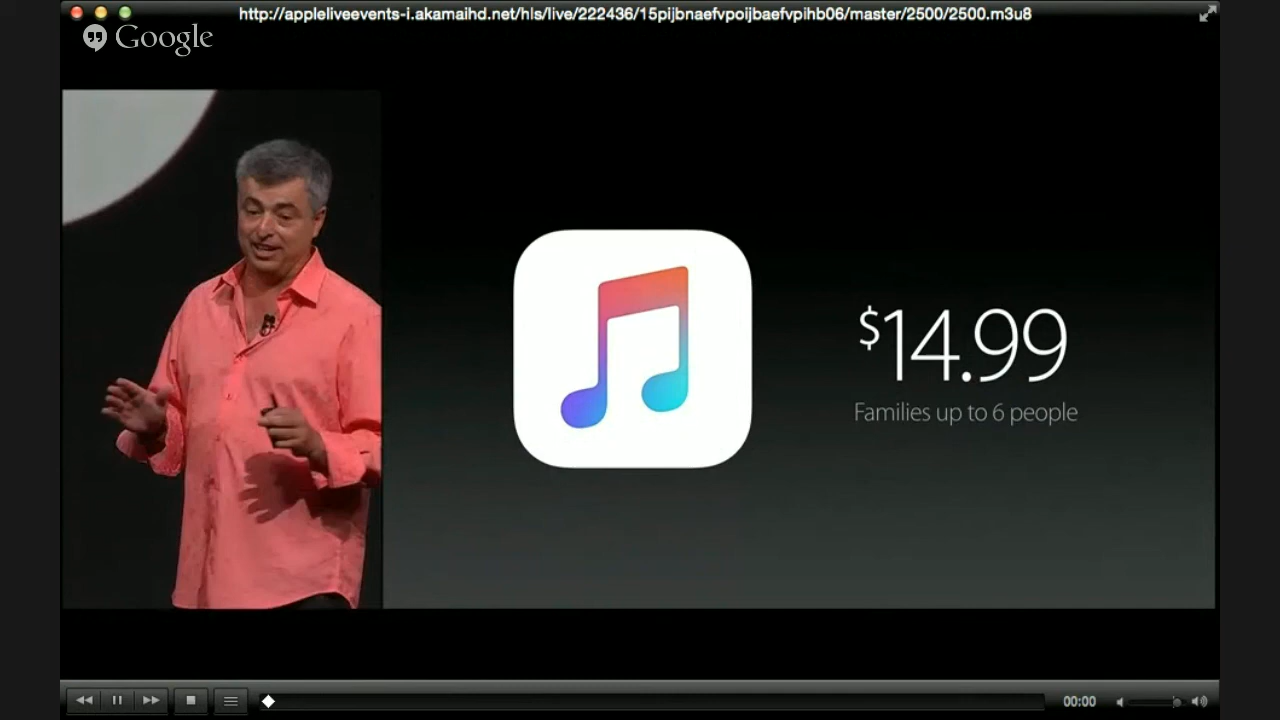 http://appleliveevents-i.akamaihd.net/hls/live/222436/15pijbnaefvpoijbaefvpihb06/master/2500/2500.m3u8
Google
$14.99
Families up to 6 people
00:00